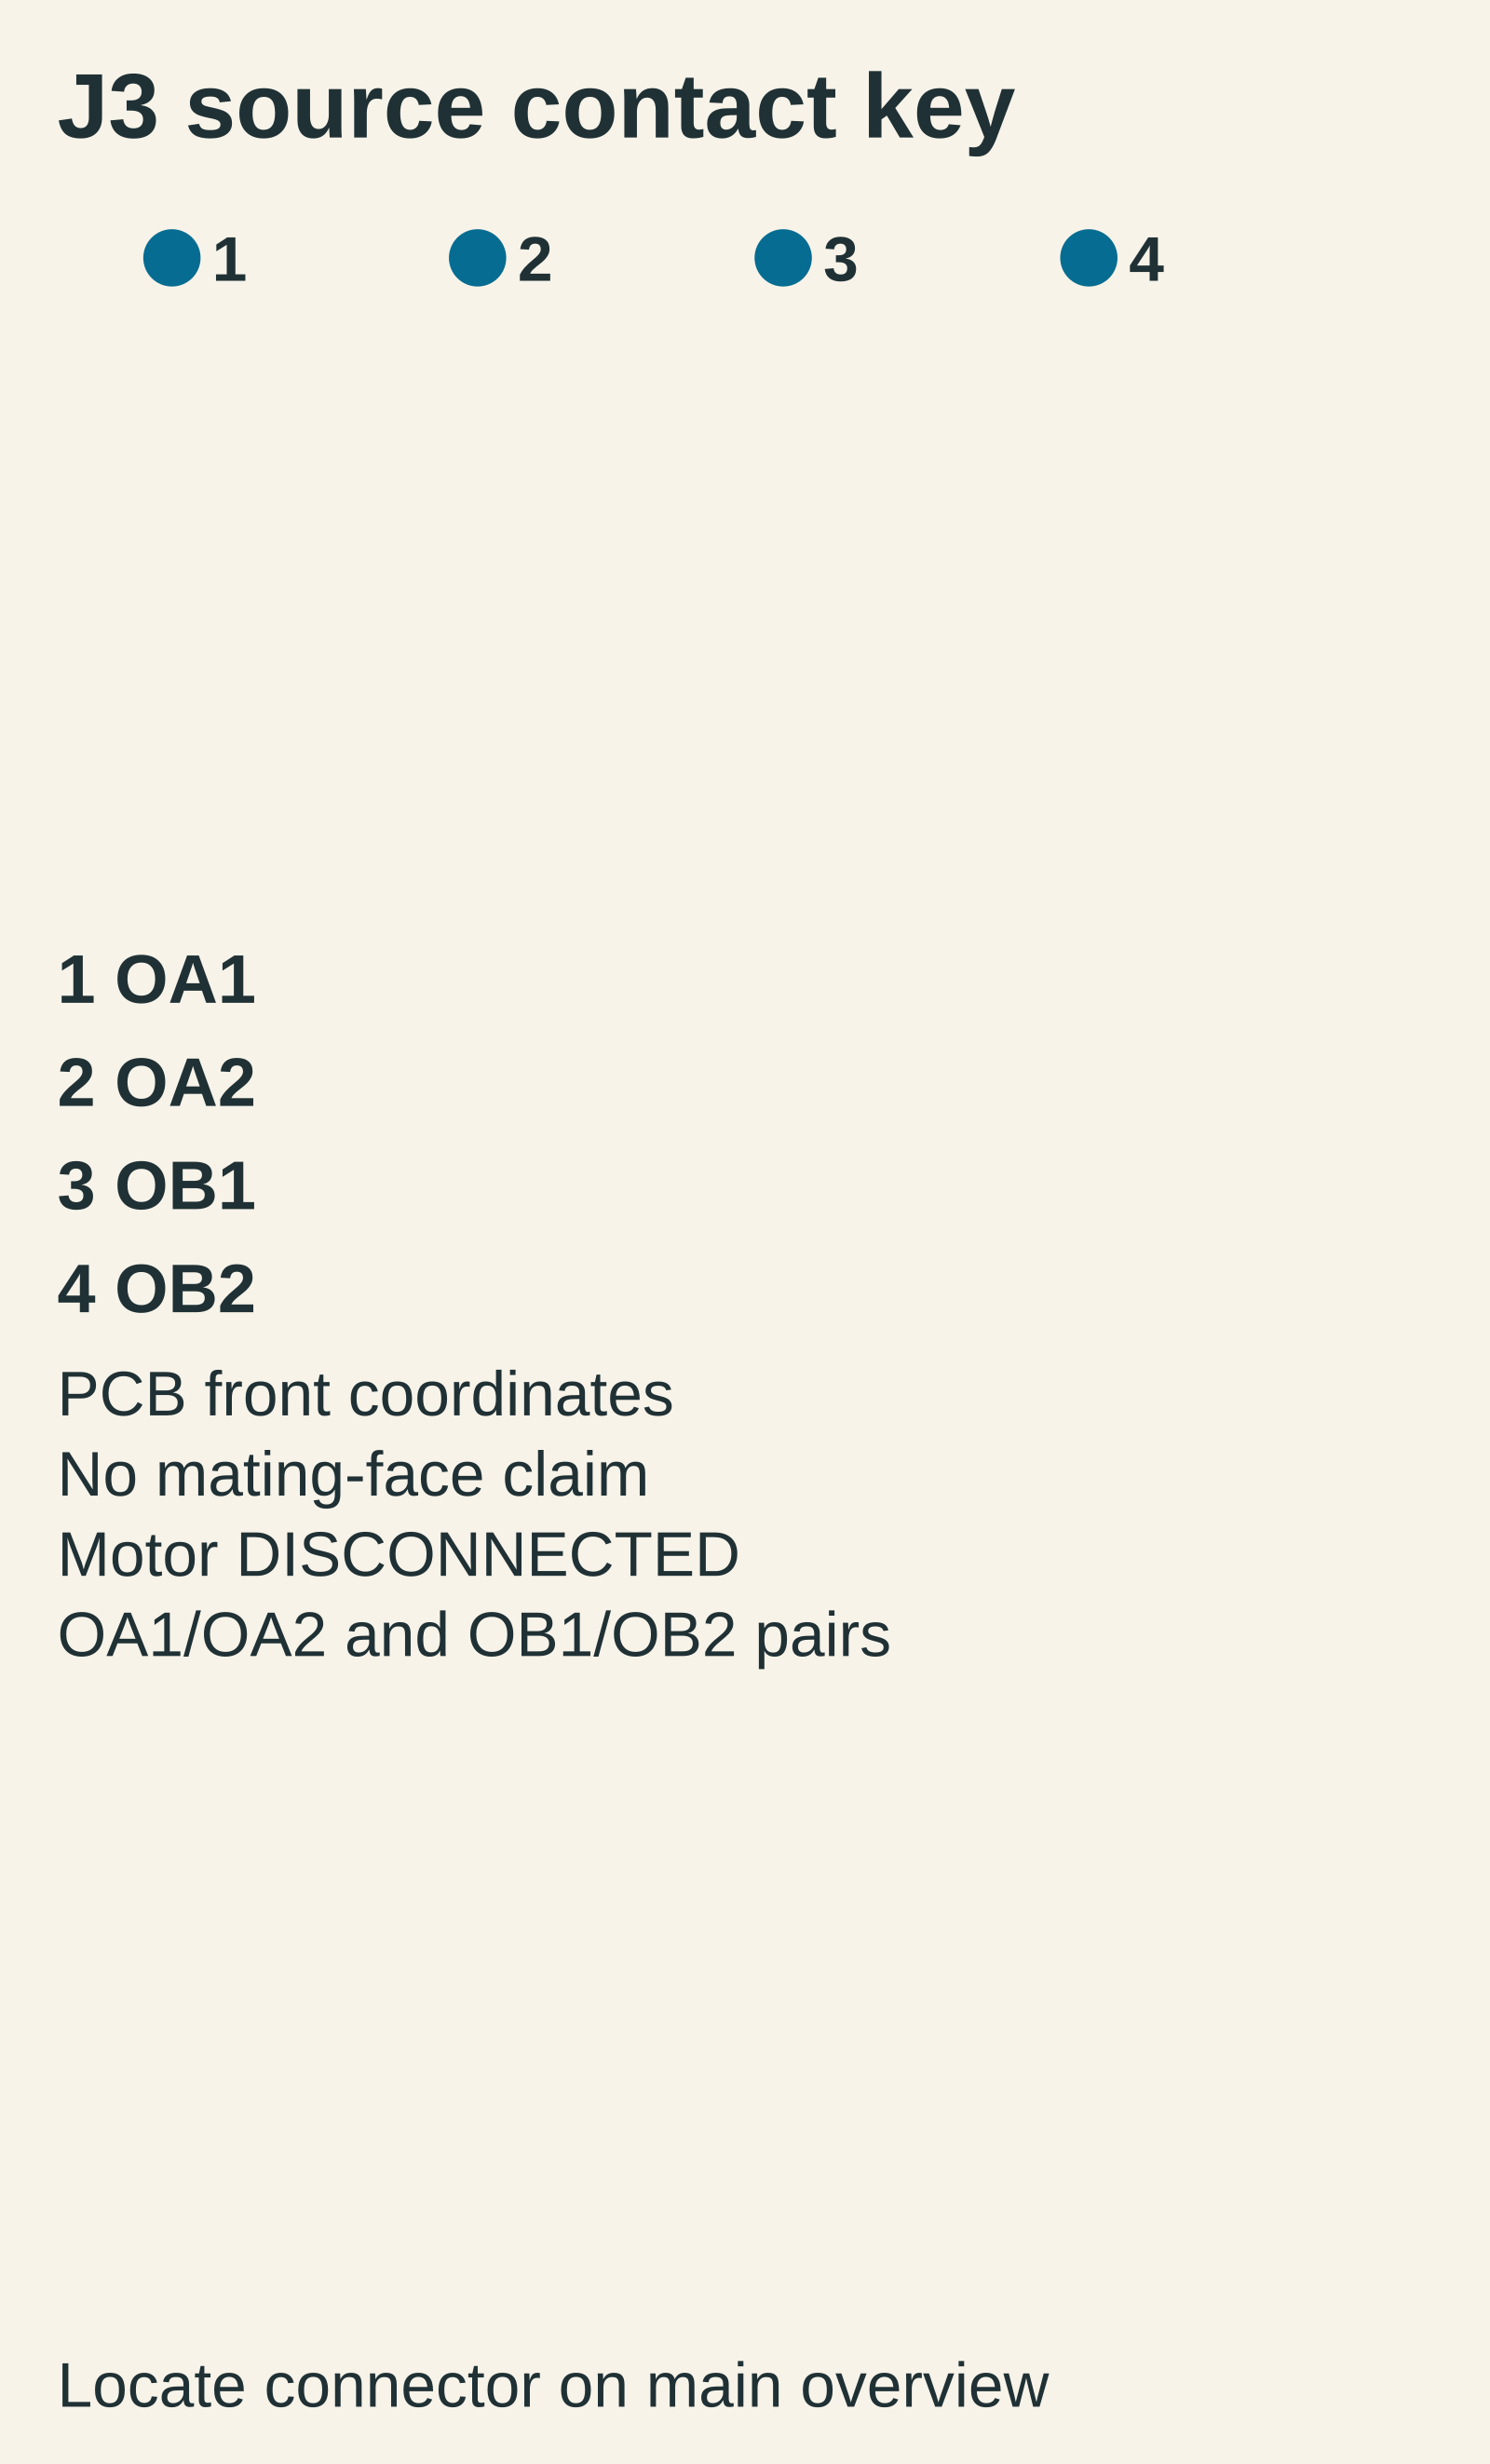 J3 source contact key
1 2 3 4
1 OA1
2 OA2
3 OB1
4 OB2
PCB front coordinates
No mating-face claim
Motor DISCONNECTED
OA1/OA2 and OB1/OB2 pairs
Locate connector on main overview